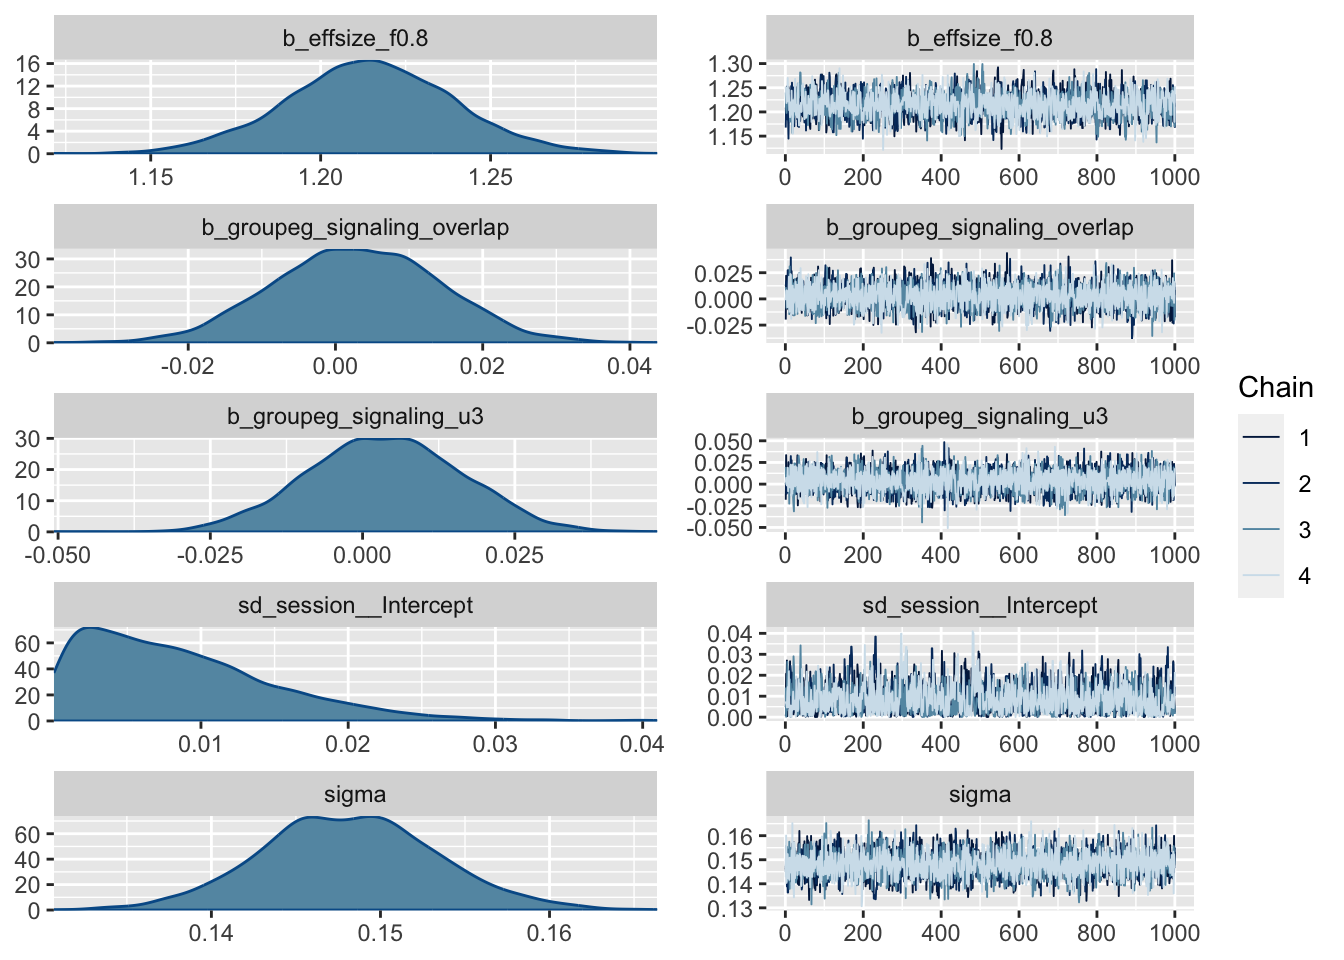 b_effsize_f0.8
16
12
8
4
0
1.15 1.20 1.25
b_effsize_f0.8
1.30
1.25
1.20
1.15
0 200 400 600 800 1000
b_groupeg_signaling_overlap
30
20
10
0
-0.02 0.00 0.02 0.04
b_groupeg_signaling_overlap
0.025
0.000
-0.025
0 200 400 600 800 1000
b_groupeg_signaling_u3
30
20
10
0
-0.050 -0.025 0.000 0.025
b_groupeg_signaling_u3
0.050
0.025
0.000
-0.025
-0.050
0 200 400 600 800 1000
sd_session__Intercept
60
40
20
0
0.01 0.02 0.03 0.04
sd_session__Intercept
0.04
0.03
0.02
0.01
0.00
0 200 400 600 800 1000
sigma
60
40
20
0
0.14 0.15 0.16
sigma
0.16
0.15
0.14
0.13
0 200 400 600 800 1000
Chain
1
2
3
4